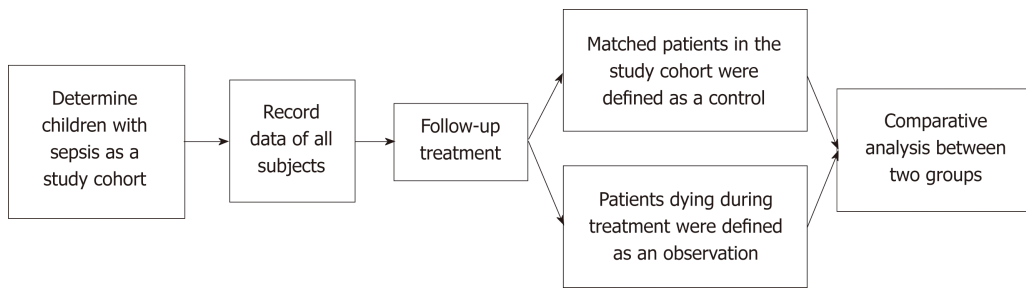 Determine
children with
sepsis as a
study cohort
Record
data of all
subjects
Follow-up
treatment
Matched patients in the
study cohort were
defined as a control
Patients dying during
treatment were defined
as an observation
Comparative
analysis between
two groups